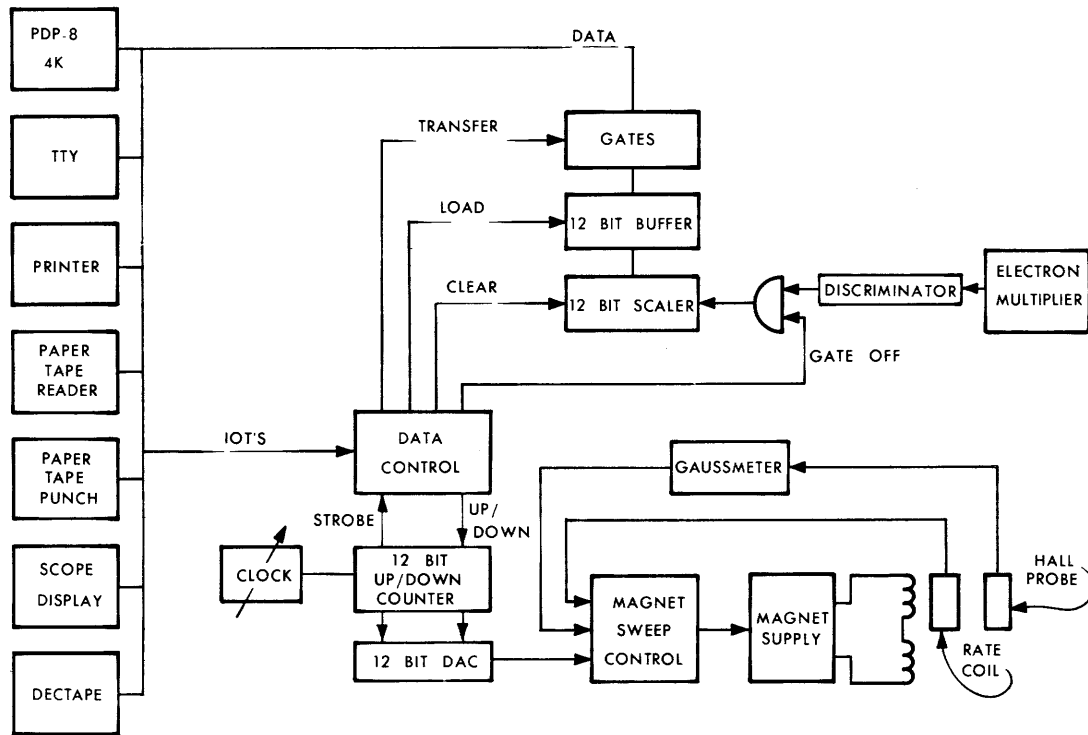 PDP-8
4K
TTY
PRINTER
PAPER
TAPE
READER
PAPER
TAPE
PUNCH
SCOPE
DISPLAY
DECTAPE
DATA
TRANSFER
GATES
LOAD
12 BIT BUFFER
CLEAR
12 BIT SCALER
DISCRIMINATOR
ELECTRON
MULTIPLIER
GATE OFF
IOT'S
DATA
CONTROL
GAUSSMETER
STROBE
UP/
DOWN
CLOCK
12 BIT
UP/DOWN
COUNTER
12 BIT DAC
MAGNET
SWEEP
CONTROL
MAGNET
SUPPLY
HALL
PROBE
RATE
COIL